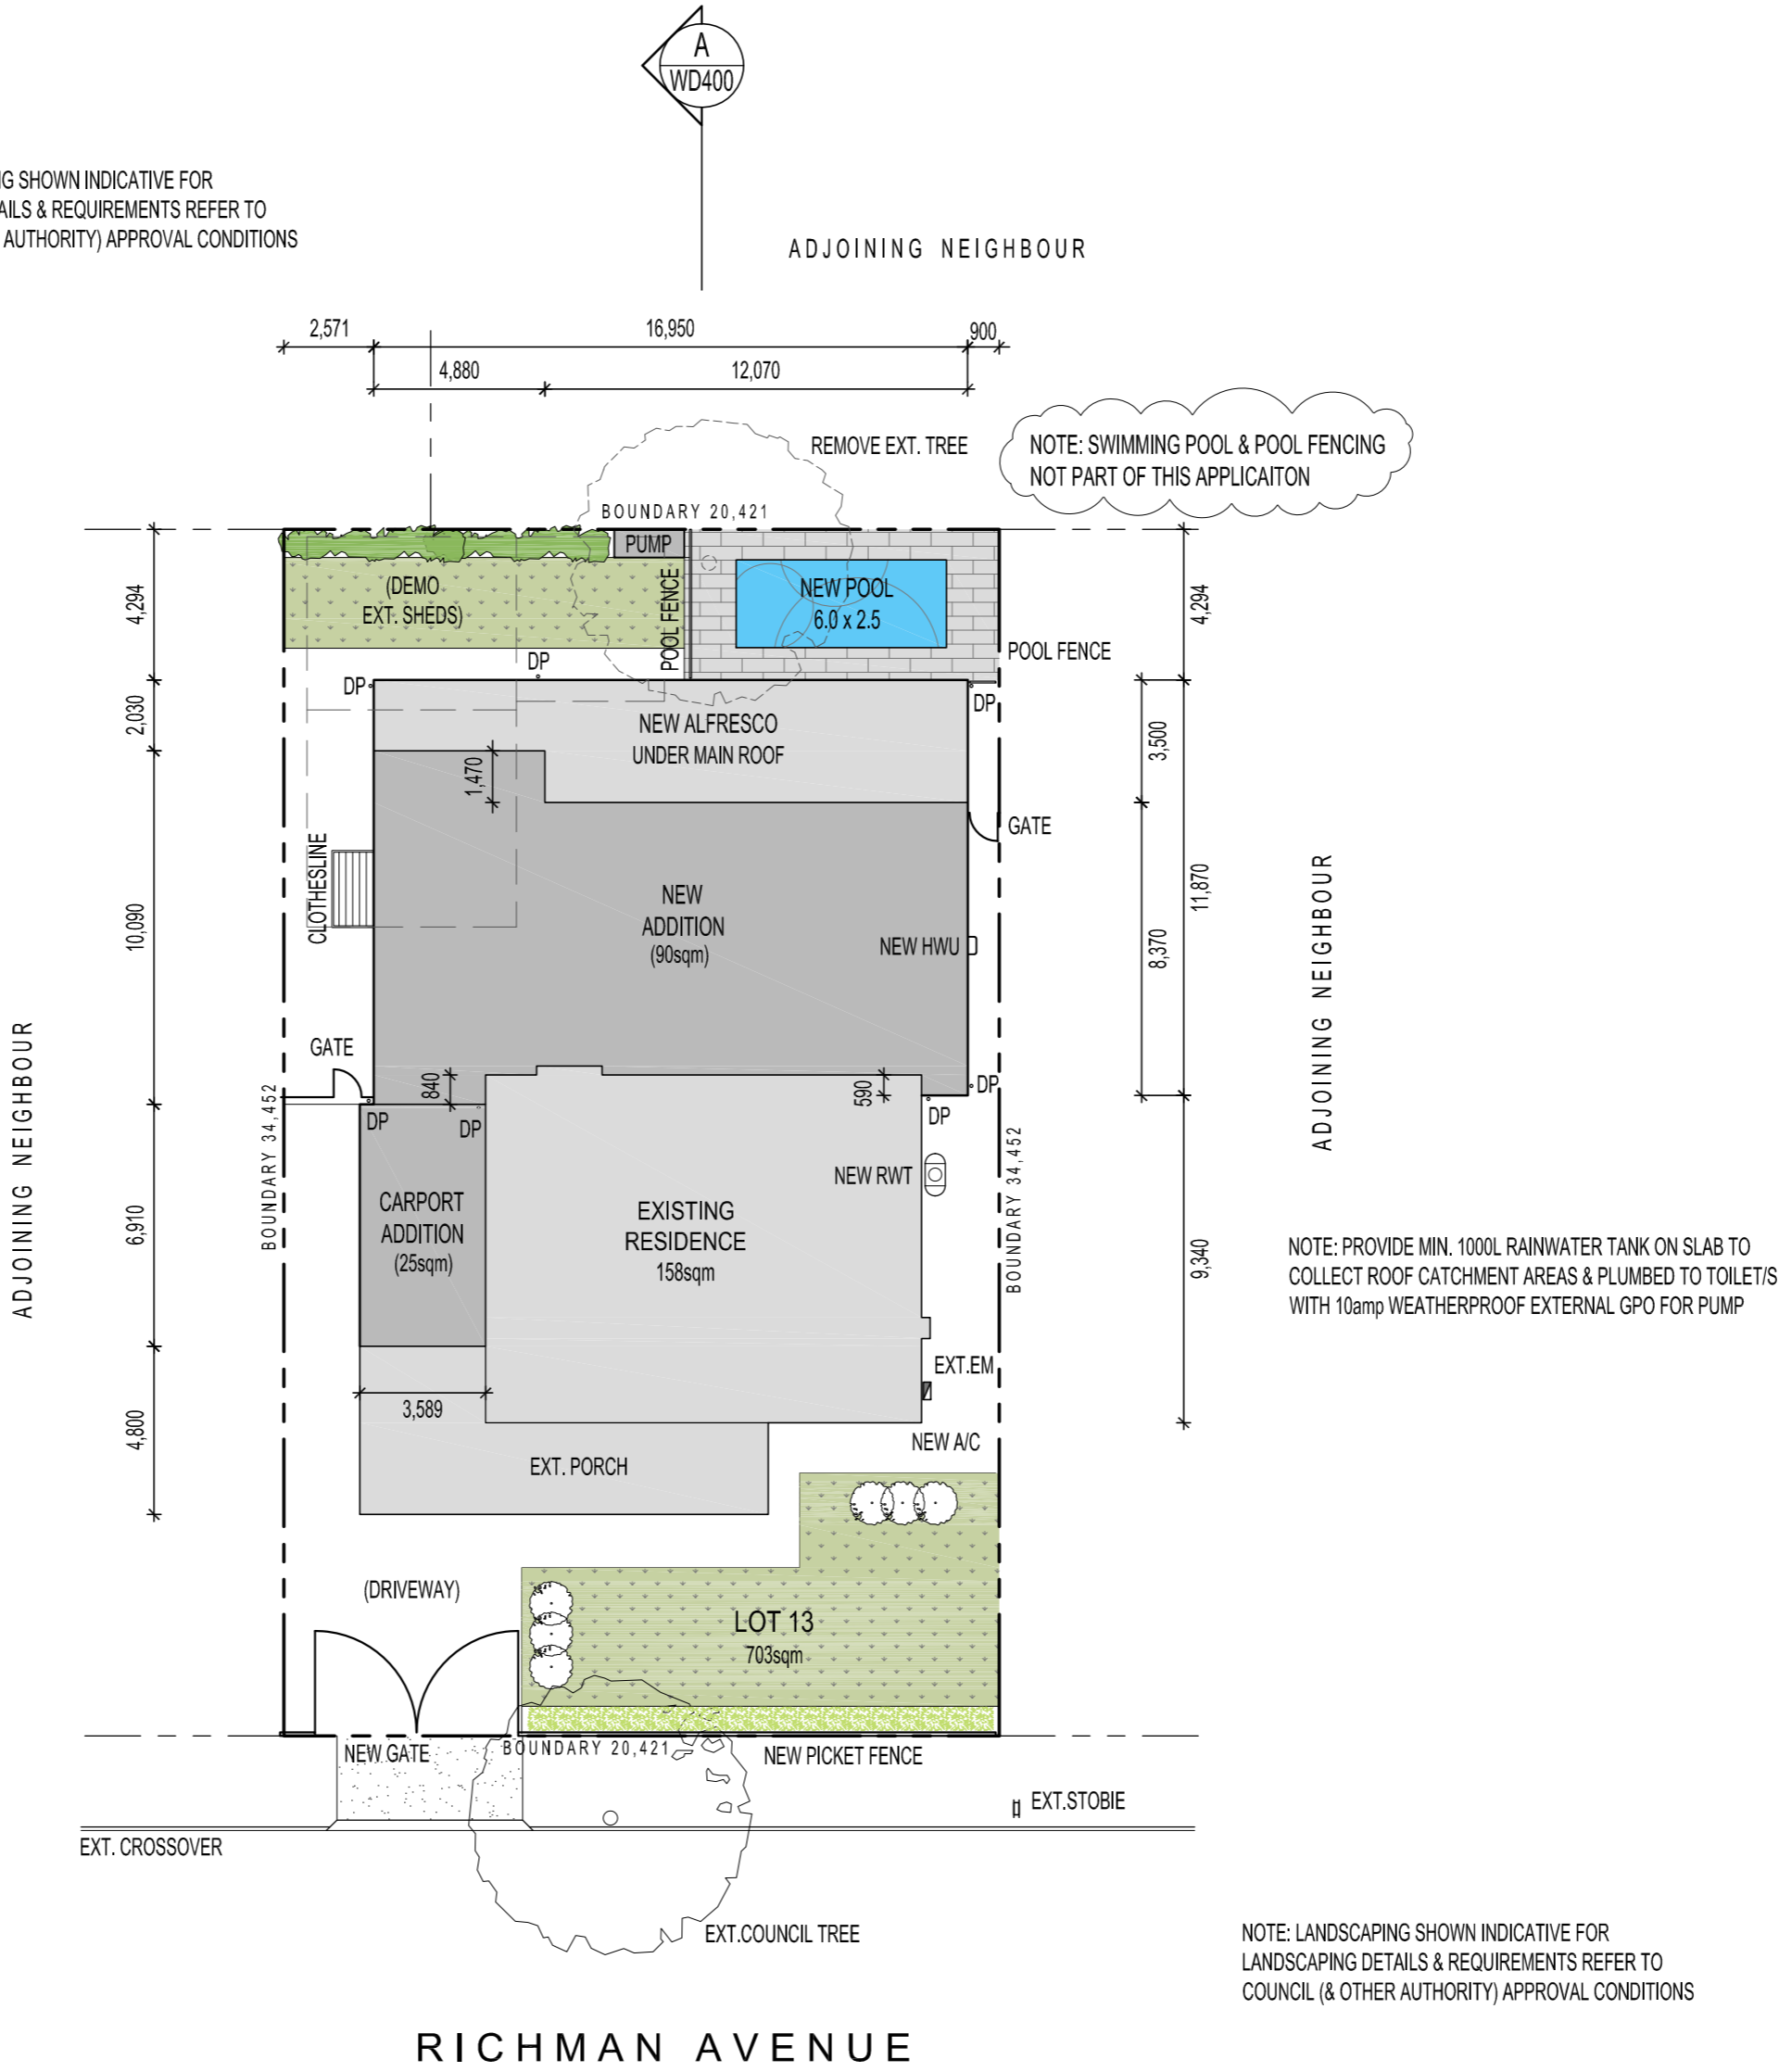 A
WD400
NG SHOWN INDICATIVE FOR
AILS & REQUIREMENTS REFER TO
AUTHORITY) APPROVAL CONDITIONS
ADJOINING NEIGHBOUR
2,571
16,950
900
4,880
12,070
REMOVE EXT. TREE
NOTE: SWIMMING POOL & POOL FENCING
NOT PART OF THIS APPLICAITON
BOUNDARY 20,421
PUMP
(DEMO
EXT. SHEDS)
POOL FENCE
NEW POOL
6.0 x 2.5
4,294
4,294
POOL FENCE
DP
DP
DP
2,030
NEW ALFRESCO
UNDER MAIN ROOF
3,500
1,470
GATE
CLOTHESLINE
10,090
NEW
ADDITION
(90sqm)
NEW HWU
8,370
11,870
ADJOINING NEIGHBOUR
ADJOINING NEIGHBOUR
GATE
840
590
DP
DP
DP
DP
BOUNDARY 34,452
BOUNDARY 34,452
NEW RWT
CARPORT
ADDITION
(25sqm)
EXISTING
RESIDENCE
158sqm
6,910
9,340
NOTE: PROVIDE MIN. 1000L RAINWATER TANK ON SLAB TO
COLLECT ROOF CATCHMENT AREAS & PLUMBED TO TOILET/S
WITH 10amp WEATHERPROOF EXTERNAL GPO FOR PUMP
EXT.EM
3,589
4,800
NEW A/C
EXT. PORCH
(DRIVEWAY)
LOT 13
703sqm
NEW GATE
BOUNDARY 20,421
NEW PICKET FENCE
EXT.STOBIE
EXT. CROSSOVER
EXT.COUNCIL TREE
NOTE: LANDSCAPING SHOWN INDICATIVE FOR
LANDSCAPING DETAILS & REQUIREMENTS REFER TO
COUNCIL (& OTHER AUTHORITY) APPROVAL CONDITIONS
RICHMAN AVENUE